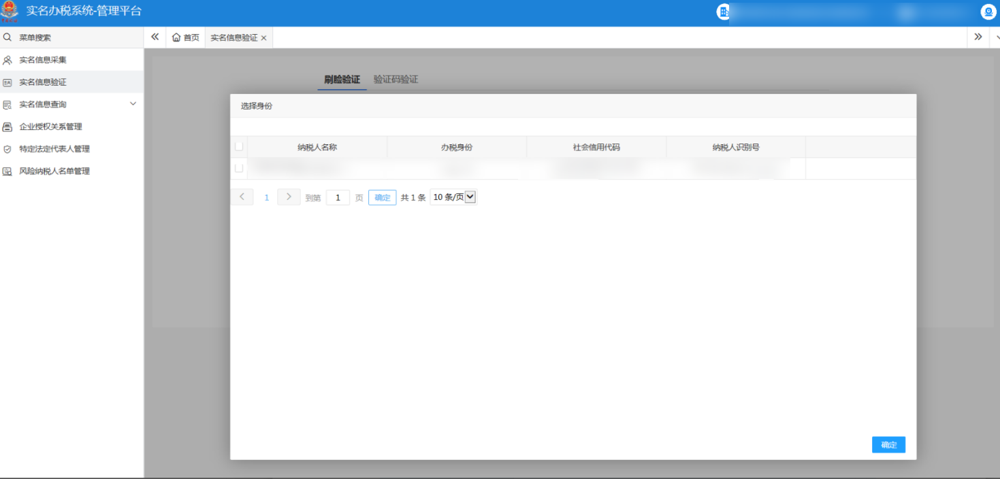 实名办税系统-管理平台
菜单搜索
首页 实名信息验证
实名信息采集
实名信息验证
实名信息查询
企业授权关系管理
特定法定代表人管理
风险纳税人名单管理
刷脸验证 验证码验证
选择身份
纳税人名称 办税身份 社会信用代码 纳税人识别号
1 到第 1 页 确定 共 1 条 10 条/页
确定